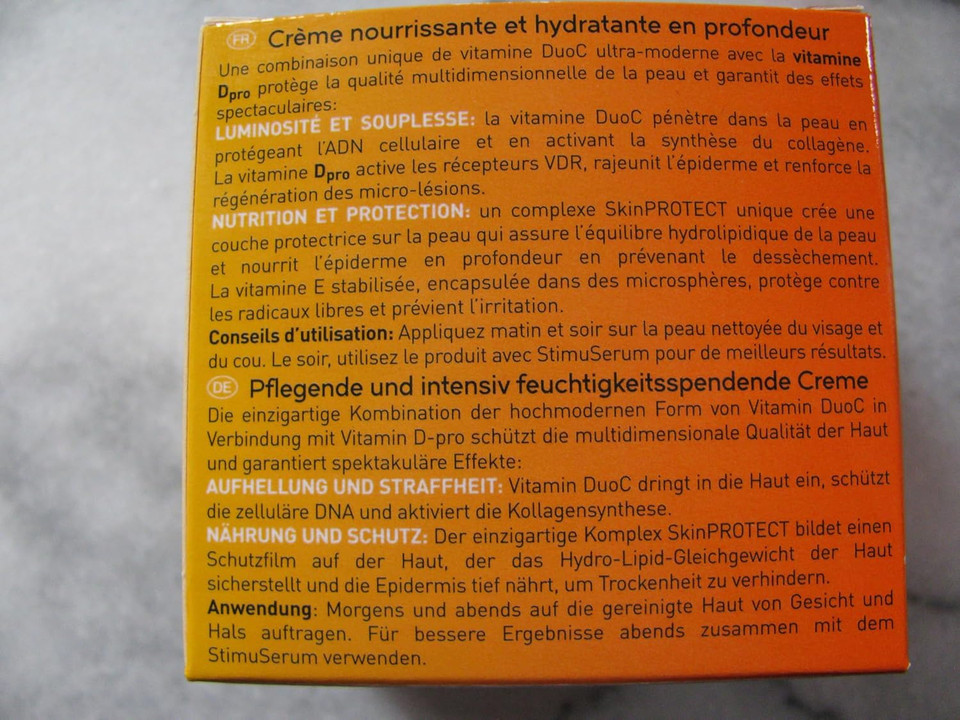 FR Crème nourrissante et hydratante en profondeur
Une combinaison unique de vitamine DuoC ultra-moderne avec la vitamine
Dpro protège la qualité multidimensionnelle de la peau et garantit des effets
spectaculaires:
LUMINOSITÉ ET SOUPLESSE: la vitamine DuoC pénètre dans la peau en
protégeant l'ADN cellulaire et en activant la synthèse du collagène.
La vitamine Dpro active les récepteurs VDR, rajeunit l'épiderme et renforce la
régénération des micro-lésions.
NUTRITION ET PROTECTION: un complexe SkinPROTECT unique crée une
couche protectrice sur la peau qui assure l'équilibre hydrolipidique de la peau
et nourrit l'épiderme en profondeur en prévenant le dessèchement.
La vitamine E stabilisée, encapsulée dans des microsphères, protège contre
les radicaux libres et prévient l'irritation.
Conseils d'utilisation: Appliquez matin et soir sur la peau nettoyée du visage et
du cou. Le soir, utilisez le produit avec StimuSerum pour de meilleurs résultats.
DE Pflegende und intensiv feuchtigkeitsspendende Creme
Die einzigartige Kombination der hochmodernen Form von Vitamin DuoC in
Verbindung mit Vitamin D-pro schützt die multidimensionale Qualität der Haut
und garantiert spektakuläre Effekte:
AUFHELLUNG UND STRAFFHEIT: Vitamin DuoC dringt in die Haut ein, schützt
die zelluläre DNA und aktiviert die Kollagensynthese.
NÄHRUNG UND SCHUTZ: Der einzigartige Komplex SkinPROTECT bildet einen
Schutzfilm auf der Haut, der das Hydro-Lipid-Gleichgewicht der Haut
sicherstellt und die Epidermis tief nährt, um Trockenheit zu verhindern.
Anwendung: Morgens und abends auf die gereinigte Haut von Gesicht und
Hals auftragen. Für bessere Ergebnisse abends zusammen mit dem
StimuSerum verwenden.